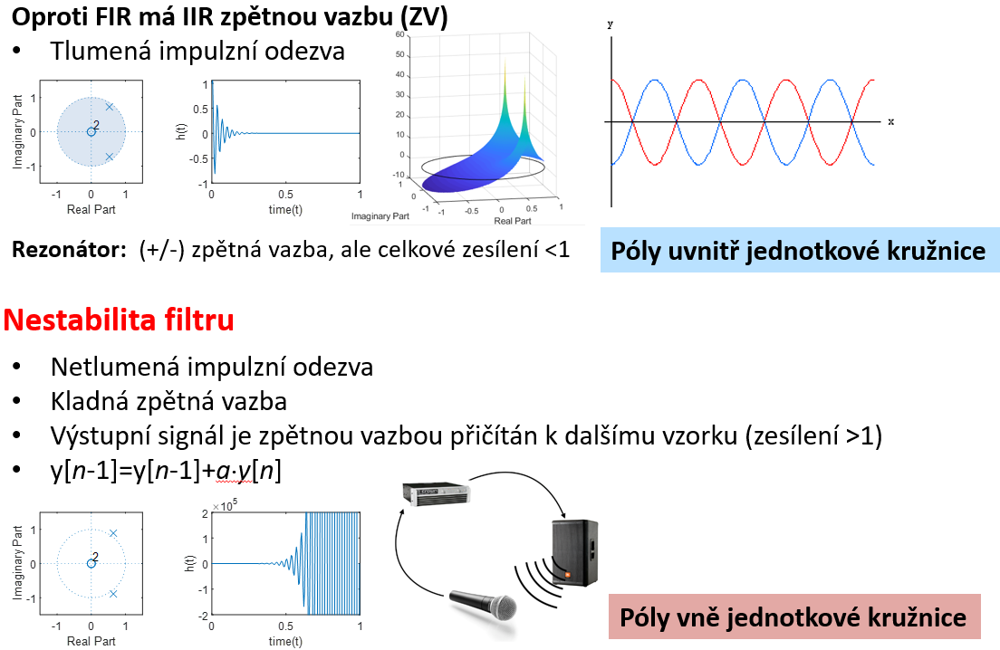 Oproti FIR má IIR zpětnou vazbu (ZV)
• Tlumená impulzní odezva
Imaginary Part
1
0
-1
2
-1 0 1
Real Part
h(t)
1
0.5
0
-0.5
-1
0 0.5 1
time(t)
60
50
40
30
20
10
0
-10
1
0
-1
Imaginary Part
-1 -0.5 0 0.5 1
Real Part
y
x
Rezonátor: (+/-) zpětná vazba, ale celkové zesílení <1
Póly uvnitř jednotkové kružnice
Nestabilita filtru
• Netlumená impulzní odezva
• Kladná zpětná vazba
• Výstupní signál je zpětnou vazbou přičítán k dalšímu vzorku (zesílení >1)
• y[n-1]=y[n-1]+a·y[n]
Imaginary Part
1
0
-1
2
-1 0 1
Real Part
×10^5
h(t)
2
1
0
-1
-2
0 0.5 1
time(t)
JBL
Póly vně jednotkové kružnice